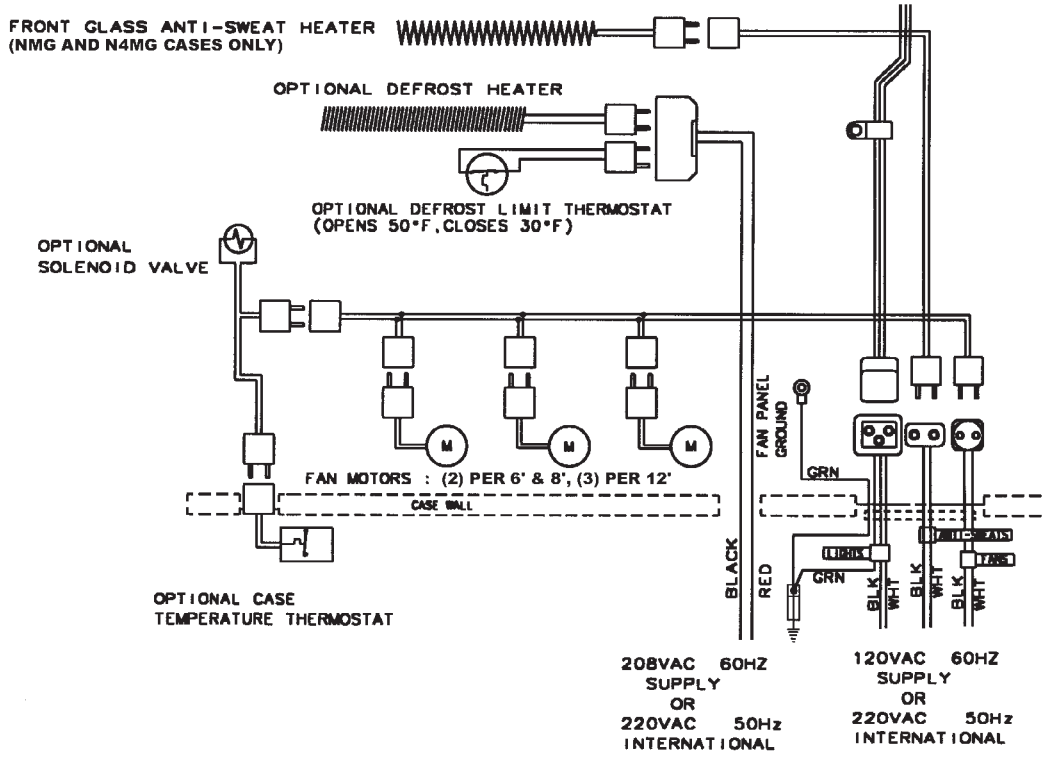 FRONT GLASS ANTI-SWEAT HEATER
(NMG AND N4MG CASES ONLY)
OPTIONAL DEFROST HEATER
OPTIONAL DEFROST LIMIT THERMOSTAT
(OPENS 50°F, CLOSES 30°F)
OPTIONAL
SOLENOID VALVE
FAN PANEL
GROUND
M
M
M
GRN
FAN MOTORS : (2) PER 6' & 8', (3) PER 12'
CASE WALL
ANTI-SWEATS
LIGHTS
FANS
BLACK
RED
GRN
BLK
WHT
BLK
WHT
BLK
WHT
OPTIONAL CASE
TEMPERATURE THERMOSTAT
208VAC 60HZ
SUPPLY
OR
220VAC 50Hz
INTERNATIONAL
120VAC 60HZ
SUPPLY
OR
220VAC 50Hz
INTERNATIONAL